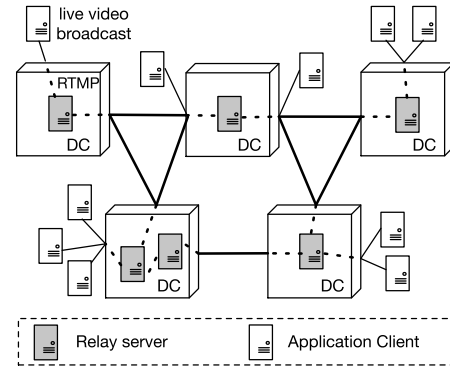 live video
broadcast
RTMP
DC
DC
DC
DC
DC
Relay server
Application Client